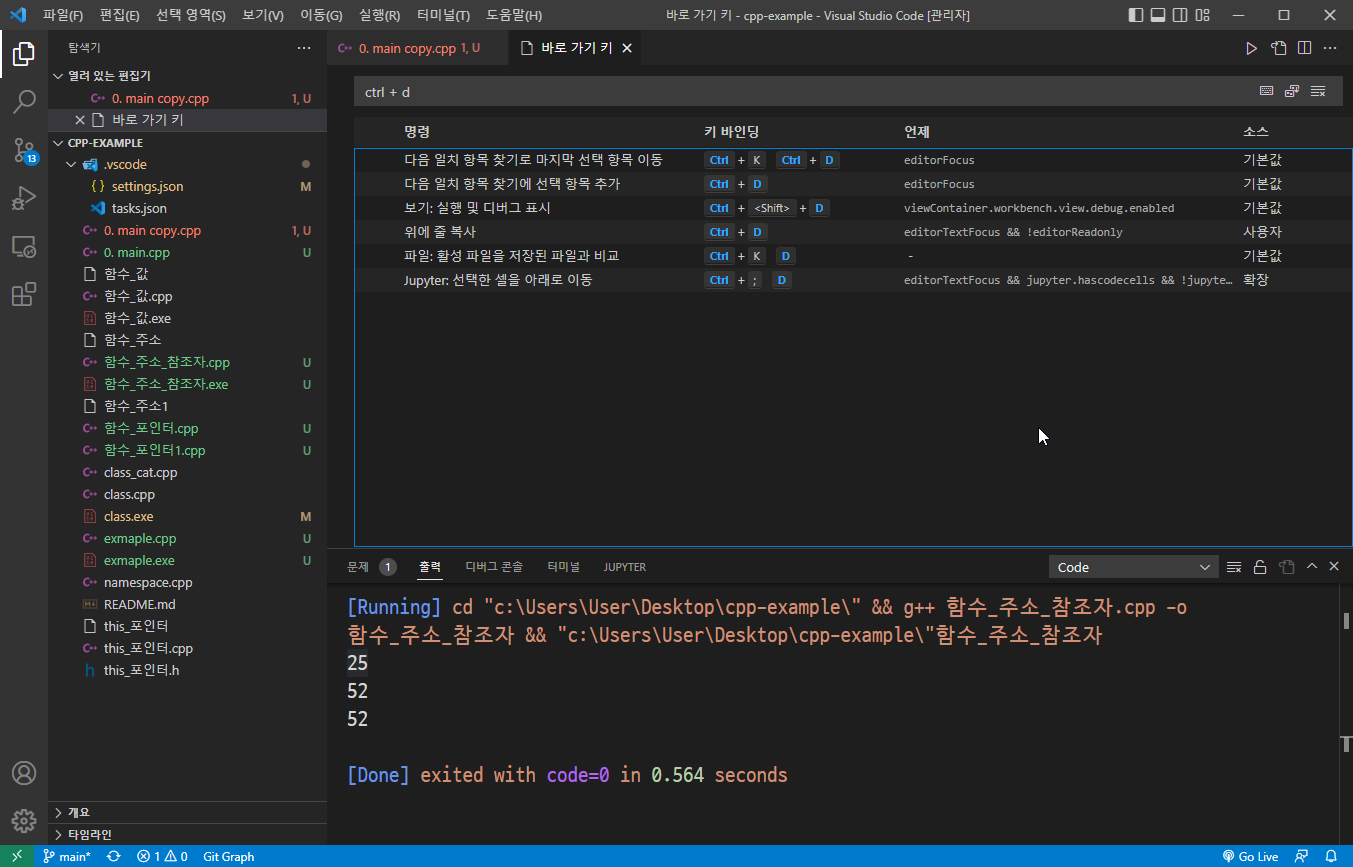 파일(F) 편집(E) 선택 영역(S) 보기(V) 이동(G) 실행(R) 터미널(T) 도움말(H) 바로 가기 키 - cpp-example - Visual Studio Code [관리자]
탐색기
열려 있는 편집기
0. main copy.cpp 1, U
바로 가기 키
CPP-EXAMPLE
.vscode
settings.json M
tasks.json
0. main copy.cpp 1, U
0. main.cpp U
함수_값
함수_값.cpp
함수_값.exe
함수_주소
함수_주소_참조자.cpp U
함수_주소_참조자.exe U
함수_주소1
함수_포인터.cpp U
함수_포인터1.cpp U
class_cat.cpp
class.cpp
class.exe M
exmaple.cpp U
exmaple.exe U
namespace.cpp
README.md
this_포인터
this_포인터.cpp
this_포인터.h
개요
타임라인
13
0. main copy.cpp 1, U 바로 가기 키
ctrl + d
명령 키 바인딩 언제 소스
다음 일치 항목 찾기로 마지막 선택 항목 이동 Ctrl + K Ctrl + D editorFocus 기본값
다음 일치 항목 찾기에 선택 항목 추가 Ctrl + D editorFocus 기본값
보기: 실행 및 디버그 표시 Ctrl + <Shift> + D viewContainer.workbench.view.debug.enabled 기본값
위에 줄 복사 Ctrl + D editorTextFocus && !editorReadonly 사용자
파일: 활성 파일을 저장된 파일과 비교 Ctrl + K D - 기본값
Jupyter: 선택한 셀을 아래로 이동 Ctrl + ; D editorTextFocus && jupyter.hascodecells && !jupyte… 확장
문제 1 출력 디버그 콘솔 터미널 JUPYTER Code
[Running] cd "c:\Users\User\Desktop\cpp-example\" && g++ 함수_주소_참조자.cpp -o
함수_주소_참조자 && "c:\Users\User\Desktop\cpp-example\"함수_주소_참조자
25
52
52
[Done] exited with code=0 in 0.564 seconds
main* 1 0 Git Graph Go Live